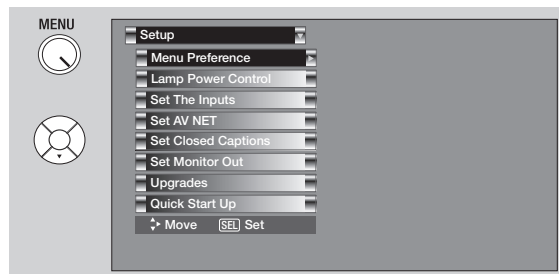 MENU
Setup
Menu Preference
Lamp Power Control
Set The Inputs
Set AV NET
Set Closed Captions
Set Monitor Out
Upgrades
Quick Start Up
Move SEL Set